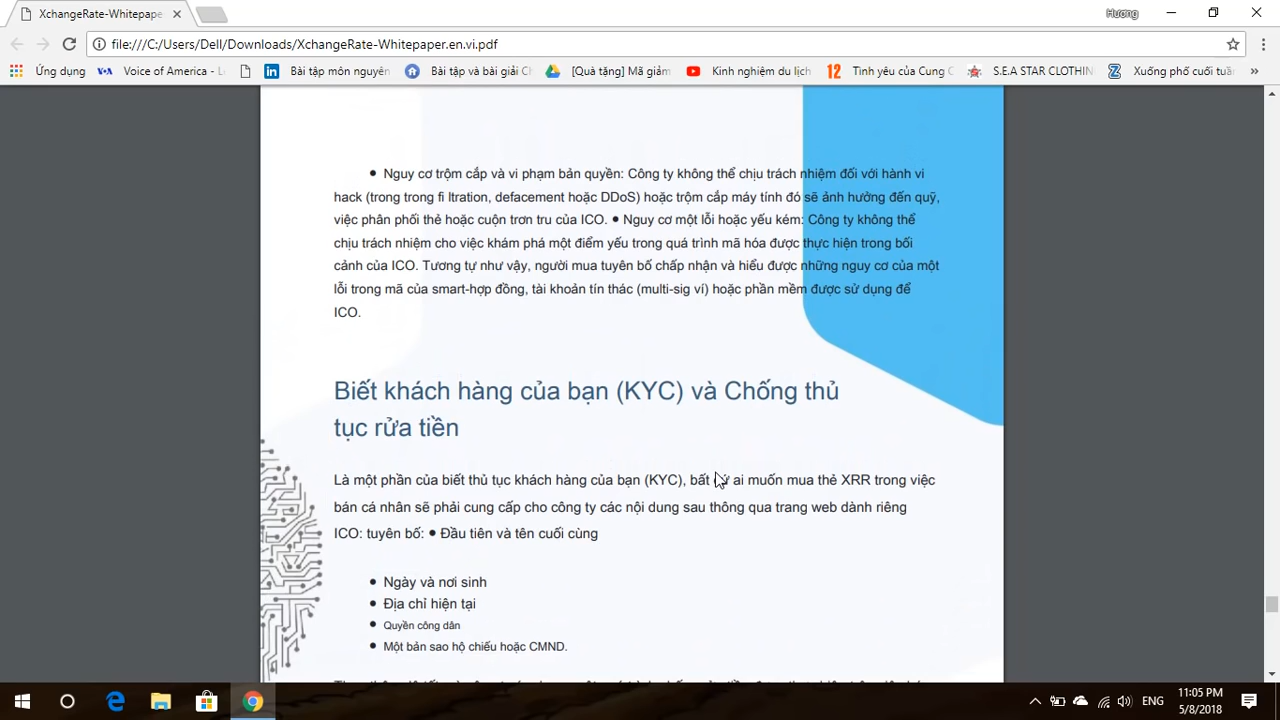 XchangeRate-Whitepape
Hương
file:///C:/Users/Dell/Downloads/XchangeRate-Whitepaper.en.vi.pdf
Ứng dụng
VOA
Voice of America - L
in
Bài tập môn nguyên
Bài tập và bài giải Ch
[Quà tặng] Mã giảm
Kinh nghiệm du lịch
12
Tình yêu của Cung C
S.E.A STAR CLOTHIN
Z
Xuống phố cuối tuần
● Nguy cơ trộm cắp và vi phạm bản quyền: Công ty không thể chịu trách nhiệm đối với hành vi
hack (trong trong fi ltration, defacement hoặc DDoS) hoặc trộm cắp máy tính đó sẽ ảnh hưởng đến quỹ,
việc phân phối thẻ hoặc cuộn trơn tru của ICO. ● Nguy cơ một lỗi hoặc yếu kém: Công ty không thể
chịu trách nhiệm cho việc khám phá một điểm yếu trong quá trình mã hóa được thực hiện trong bối
cảnh của ICO. Tương tự như vậy, người mua tuyên bố chấp nhận và hiểu được những nguy cơ của một
lỗi trong mã của smart-hợp đồng, tài khoản tín thác (multi-sig ví) hoặc phần mềm được sử dụng để
ICO.
Biết khách hàng của bạn (KYC) và Chống thủ
tục rửa tiền
Là một phần của biết thủ tục khách hàng của bạn (KYC), bất ai muốn mua thẻ XRR trong việc
bán cá nhân sẽ phải cung cấp cho công ty các nội dung sau thông qua trang web dành riêng
ICO: tuyên bố: ● Đầu tiên và tên cuối cùng
● Ngày và nơi sinh
● Địa chỉ hiện tại
● Quyền công dân
● Một bản sao hộ chiếu hoặc CMND.
ENG
11:05 PM
5/8/2018